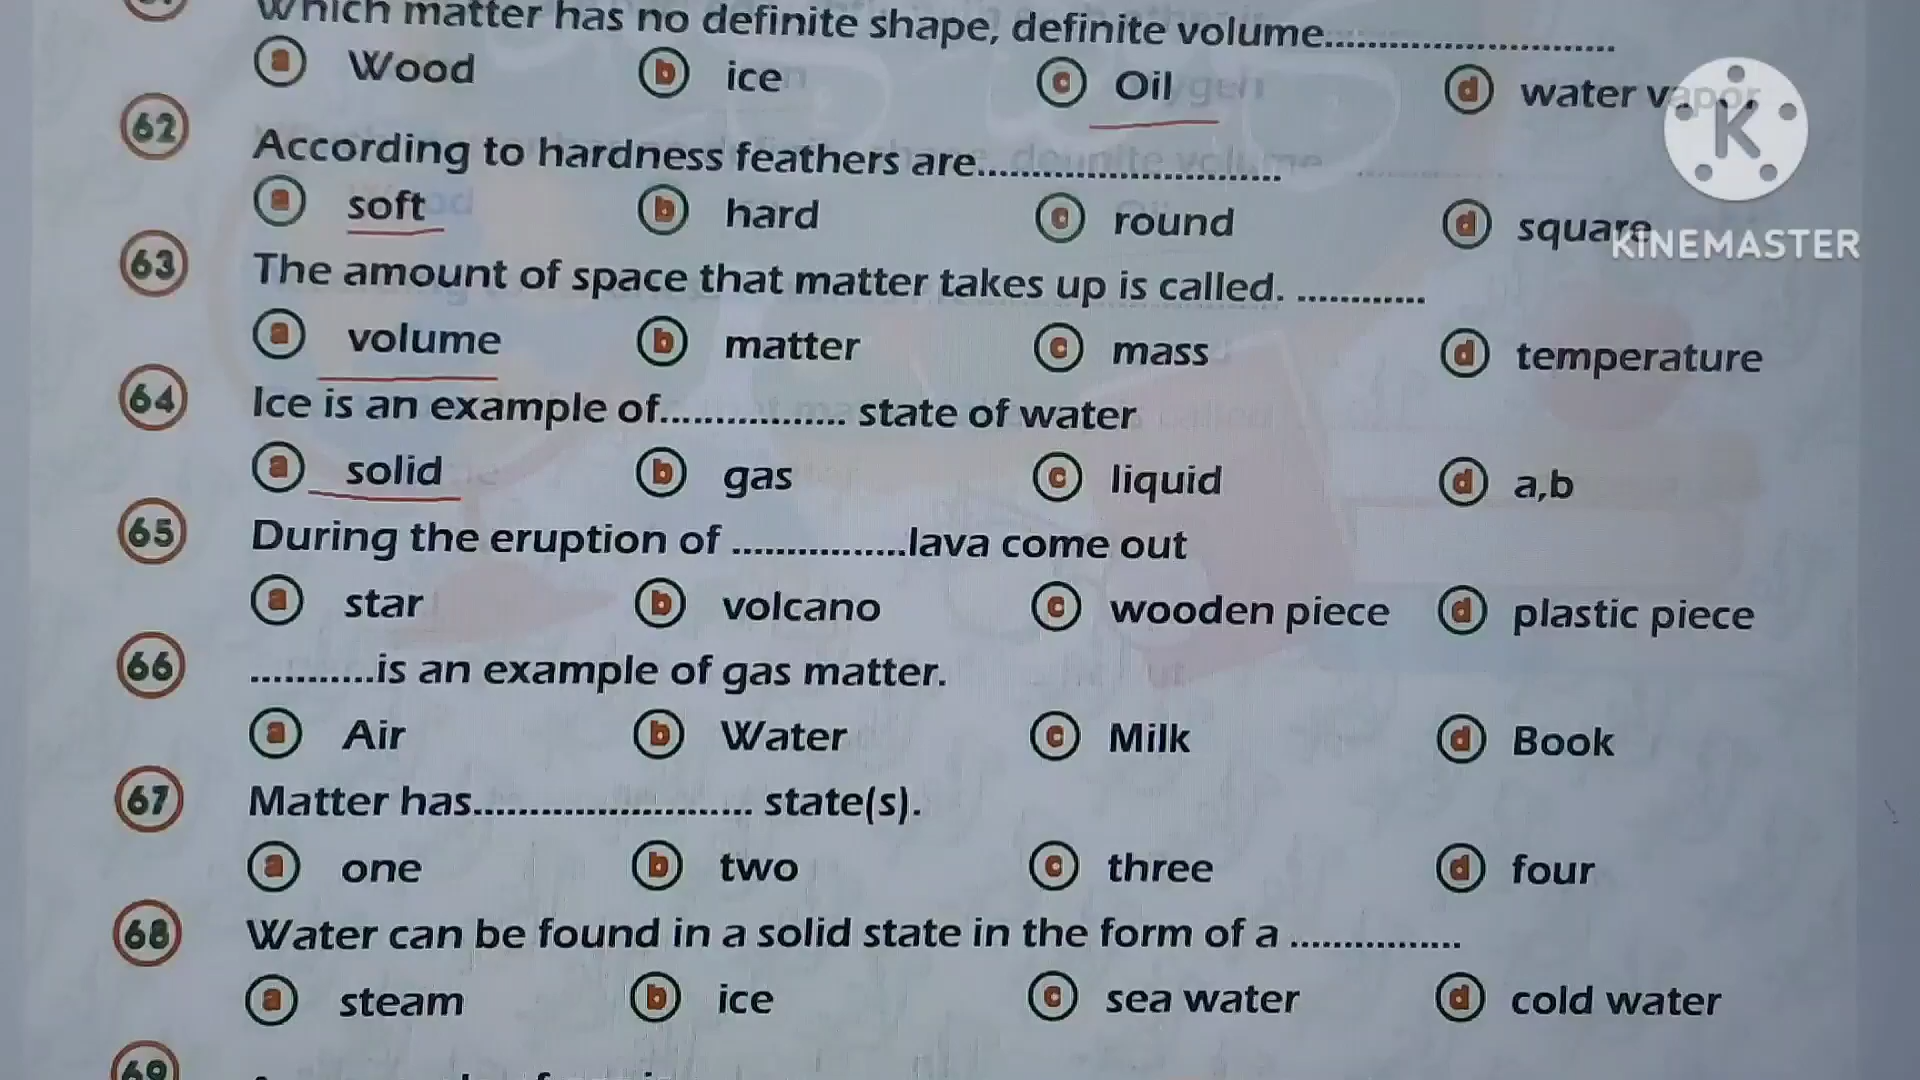 Which matter has no definite shape, definite volume..........................
a Wood b ice c Oil d water vapor
62 According to hardness feathers are...........................
a soft b hard c round d square
KINEMASTER
63 The amount of space that matter takes up is called. ............
a volume b matter c mass d temperature
64 Ice is an example of................. state of water
a solid b gas c liquid d a,b
65 During the eruption of ................lava come out
a star b volcano c wooden piece d plastic piece
66 ............is an example of gas matter.
a Air b Water c Milk d Book
67 Matter has.......................... state(s).
a one b two c three d four
68 Water can be found in a solid state in the form of a ................
a steam b ice c sea water d cold water
69